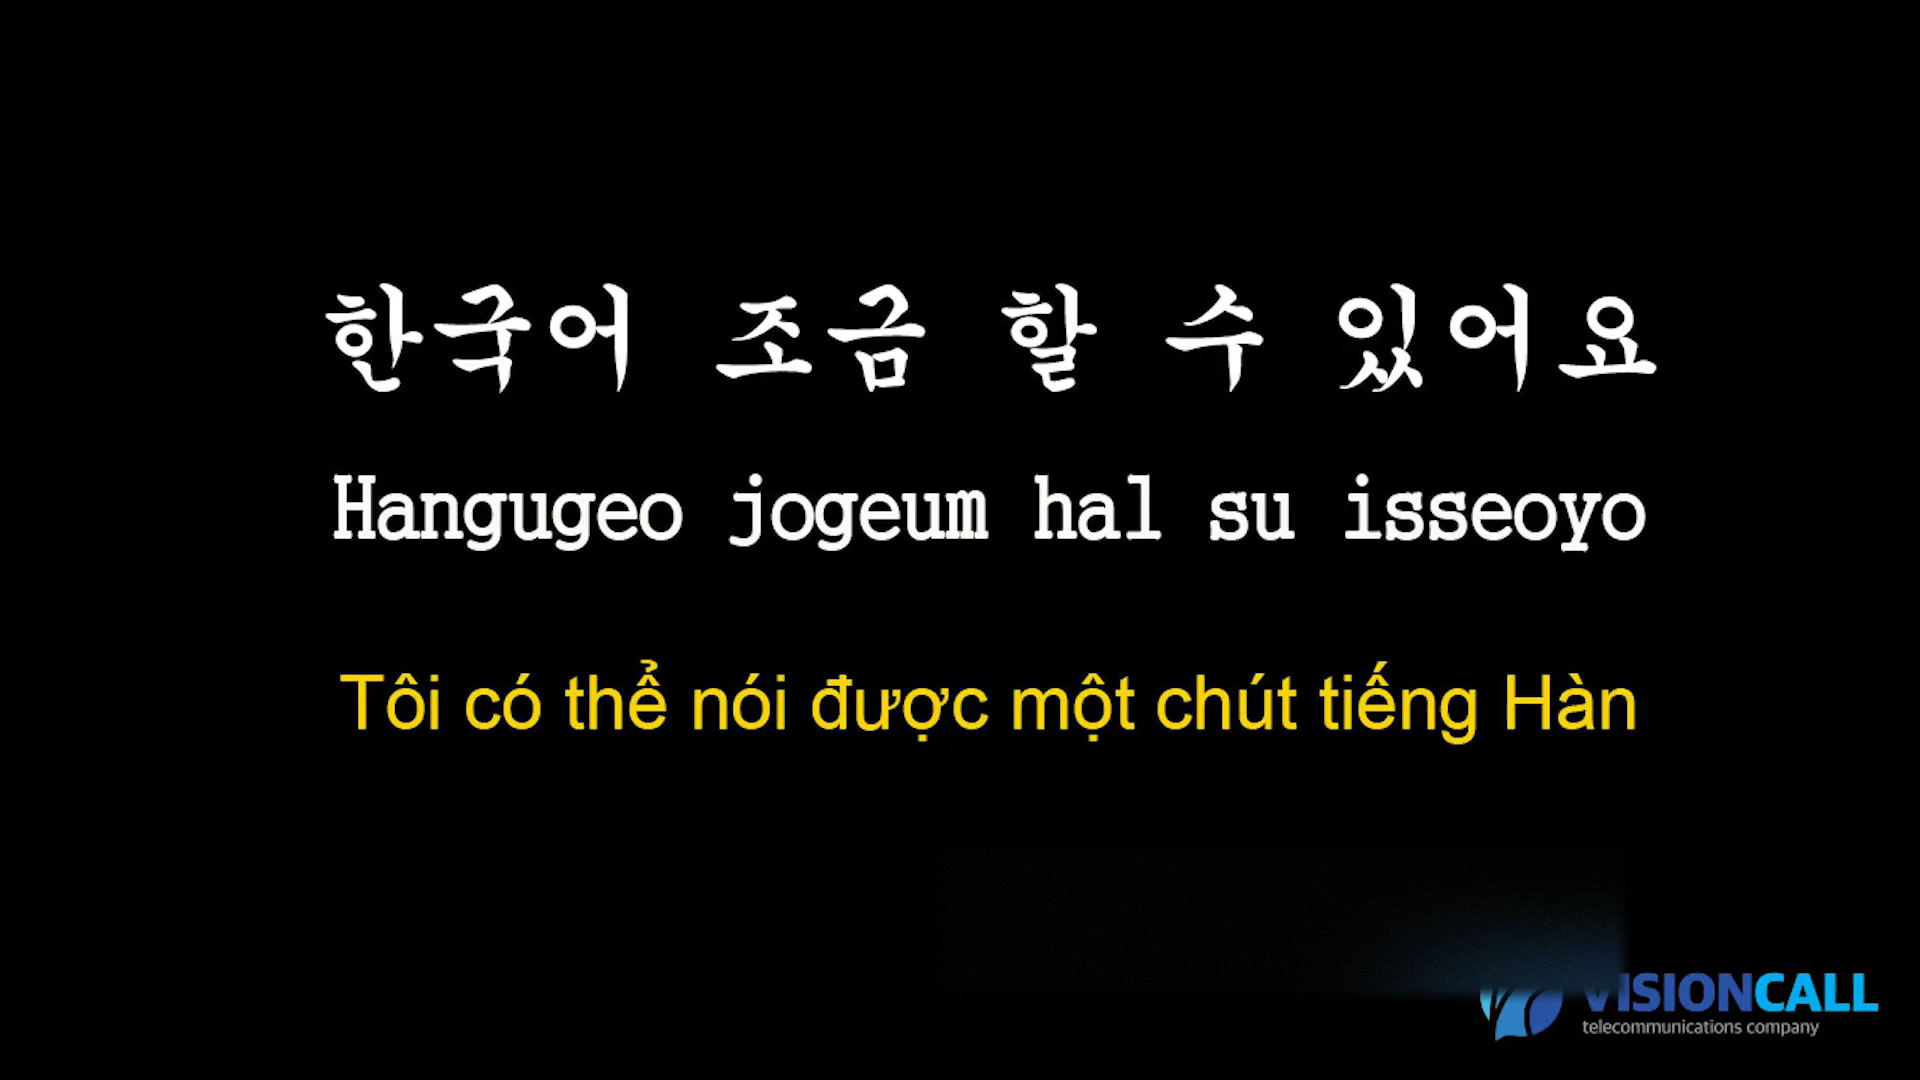 한국어 조금 할 수 있어요
Hangugeo jogeum hal su isseoyo
Tôi có thể nói được một chút tiếng Hàn
VISIONCALL
telecommunications company